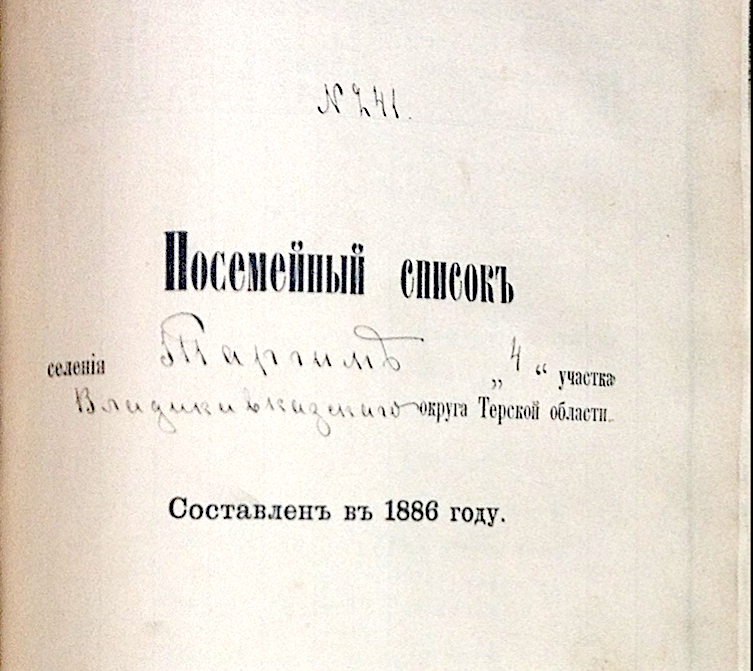 № 241.
Посемейный списокъ
селенія Таргимъ „4“ участка
Владикавказскаго округа Терской области.
Составленъ въ 1886 году.